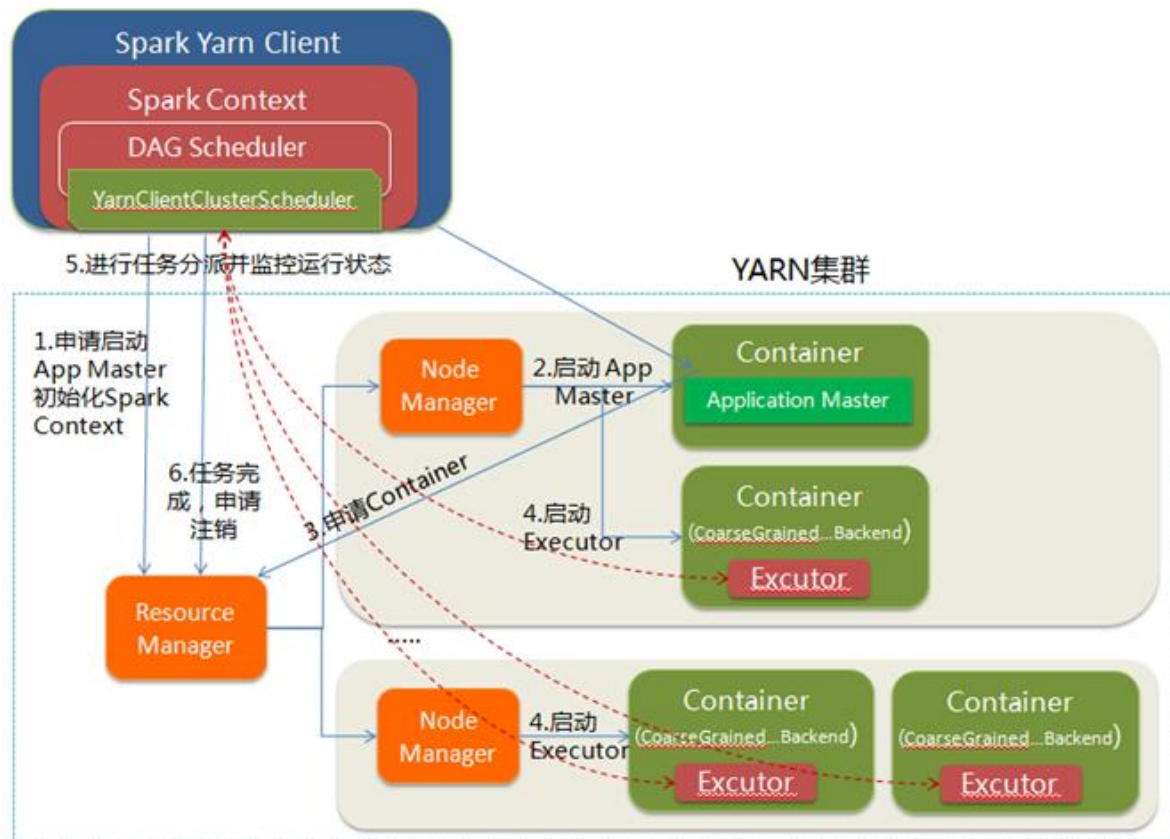 Spark Yarn Client
Spark Context
DAG Scheduler
YarnClientClusterScheduler
5.进行任务分派并监控运行状态
YARN集群
1.申请启动
App Master
初始化Spark
Context
Node
Manager
2.启动 App
Master
Container
Application Master
6.任务完
成，申请
注销
3.申请Container
4.启动
Executor
Container
(CoarseGrained...Backend)
Excutor
Resource
Manager
.....
Node
Manager
4.启动
Executor
Container
(CoarseGrained...Backend)
Excutor
Container
(CoarseGrained...Backend)
Excutor